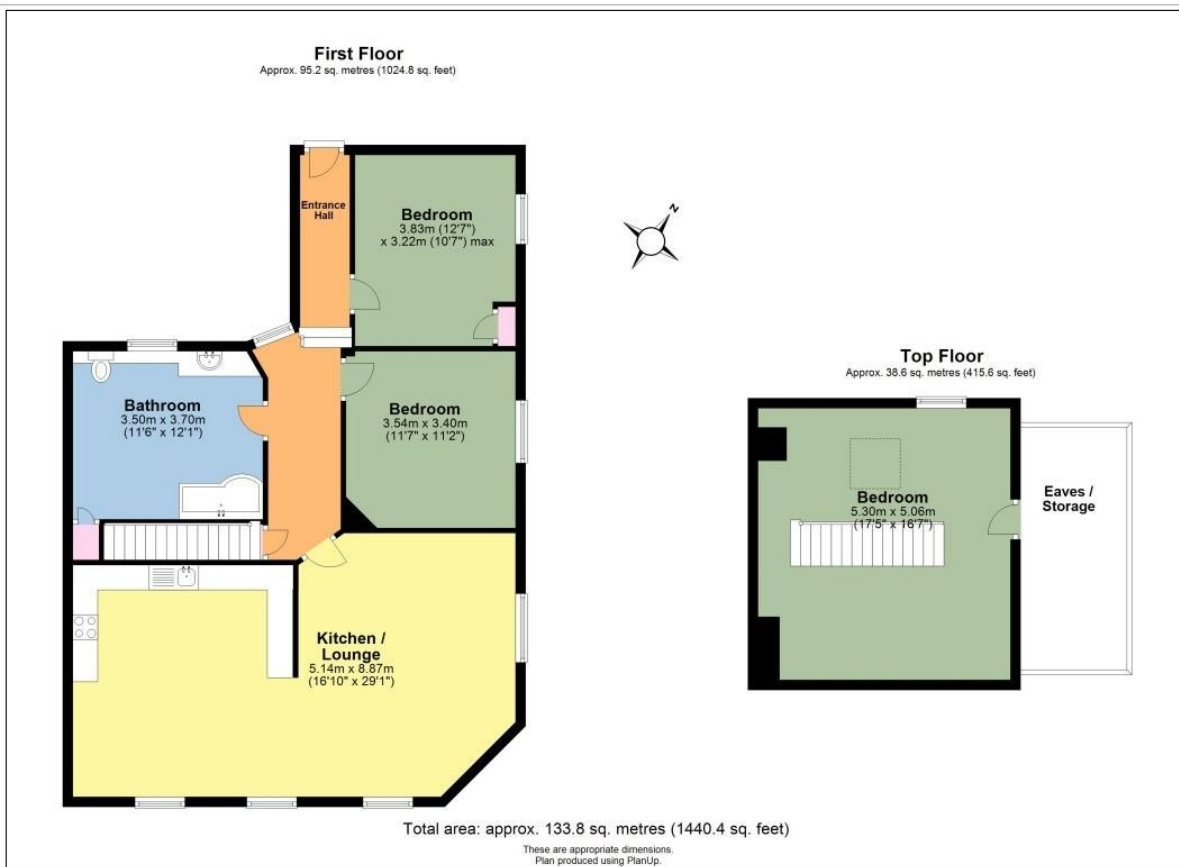 First Floor
Approx. 95.2 sq. metres (1024.8 sq. feet)
Entrance
Hall
Bedroom
3.83m (12'7")
x 3.22m (10'7") max
N
Bathroom
3.50m x 3.70m
(11'6" x 12'1")
Bedroom
3.54m x 3.40m
(11'7" x 11'2")
Kitchen /
Lounge
5.14m x 8.87m
(16'10" x 29'1")
Top Floor
Approx. 38.6 sq. metres (415.6 sq. feet)
Bedroom
5.30m x 5.06m
(17'5" x 16'7")
Eaves /
Storage
Total area: approx. 133.8 sq. metres (1440.4 sq. feet)
These are appropriate dimensions.
Plan produced using PlanUp.